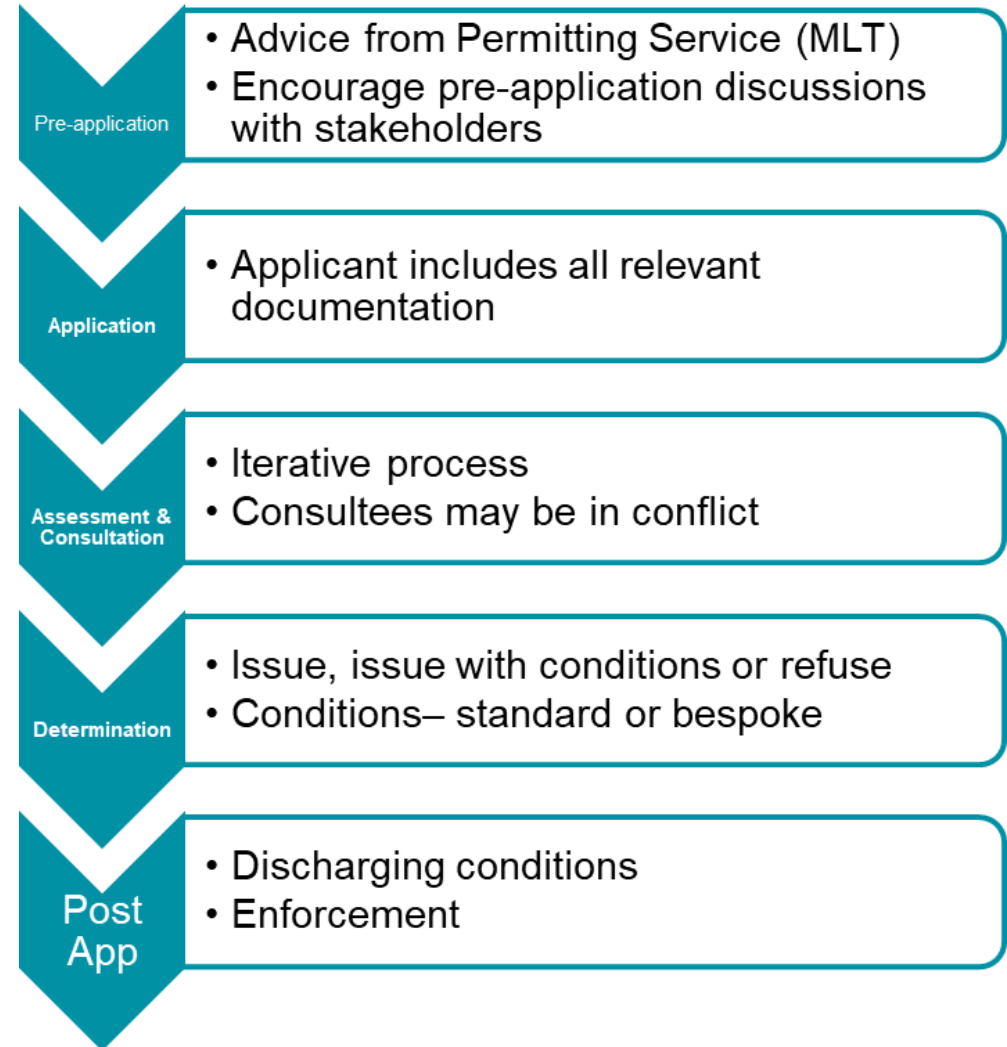 Pre-application
• Advice from Permitting Service (MLT)
• Encourage pre-application discussions
with stakeholders
Application
• Applicant includes all relevant
documentation
Assessment &
Consultation
• Iterative process
• Consultees may be in conflict
Determination
• Issue, issue with conditions or refuse
• Conditions– standard or bespoke
Post
App
• Discharging conditions
• Enforcement